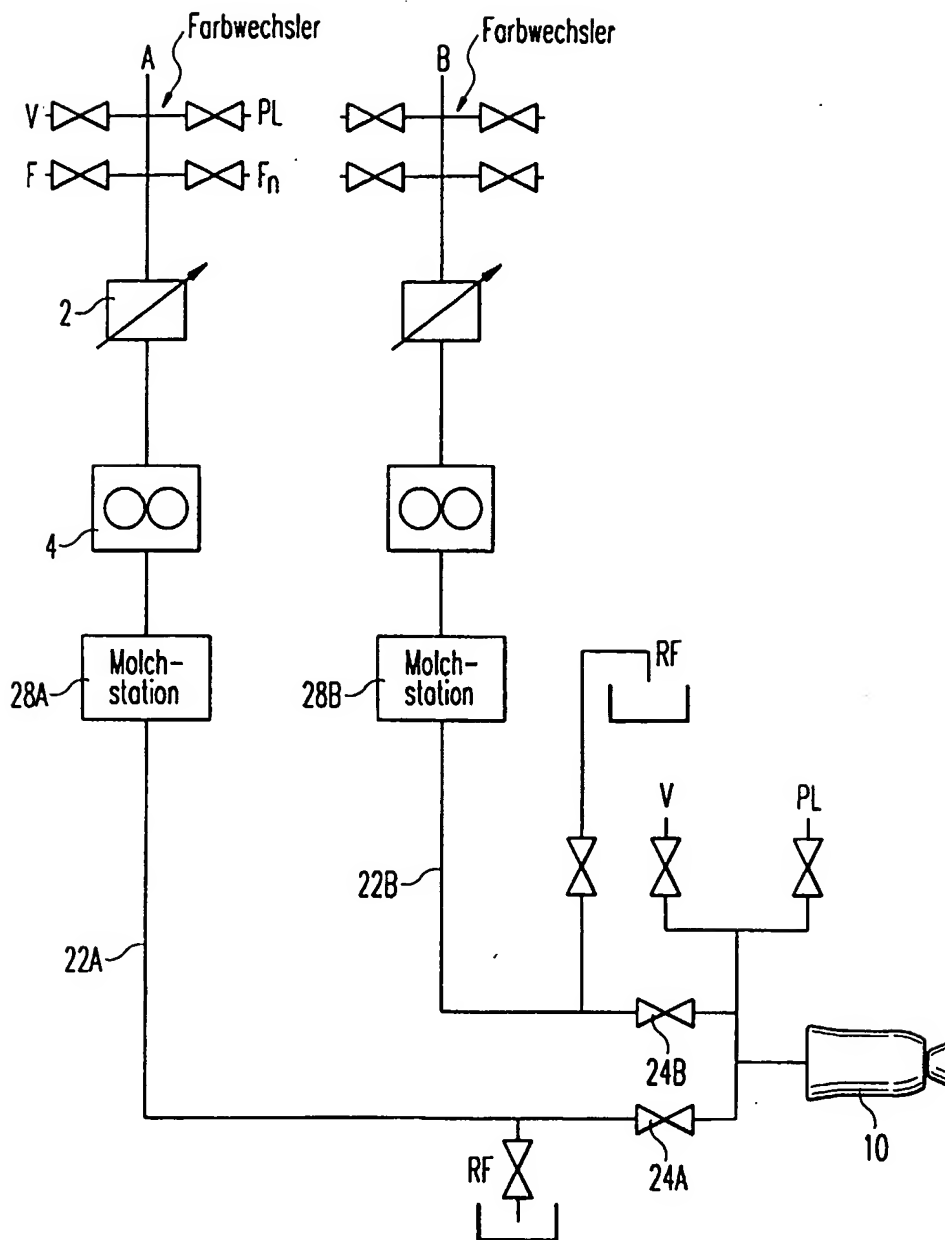 Farbwechsler
Farbwechsler
A
B
V
PL
F
Fn
2
4
Molch-
station
28A
Molch-
station
28B
RF
V
PL
22B
22A
24B
10
24A
RF